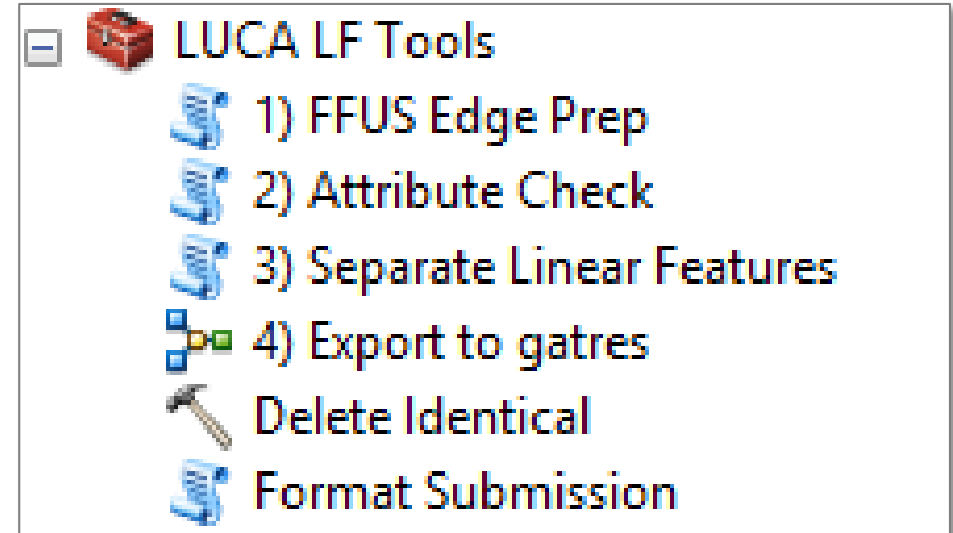 LUCA LF Tools
1) FFUS Edge Prep
2) Attribute Check
3) Separate Linear Features
4) Export to gatres
Delete Identical
Format Submission